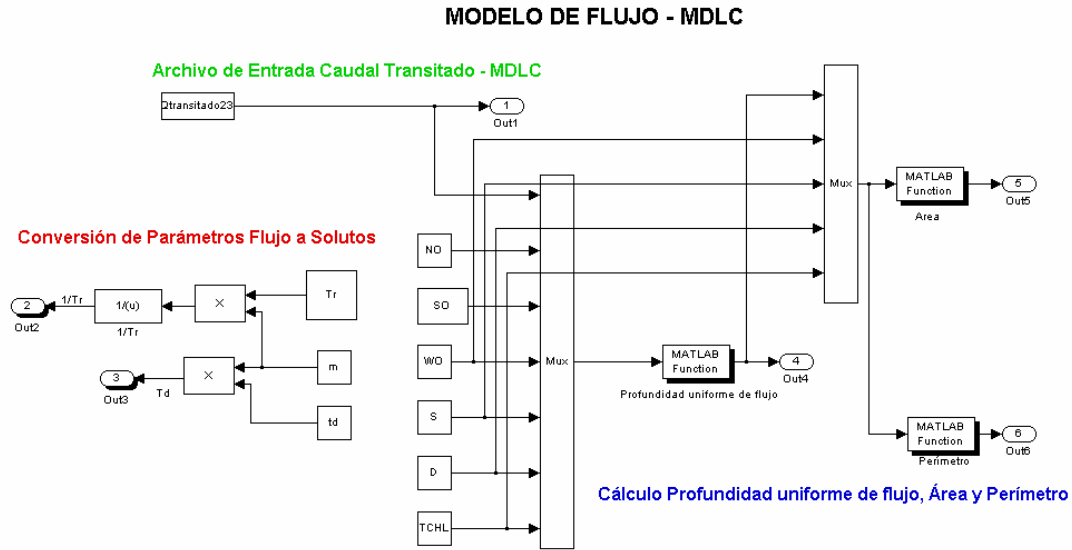 MODELO DE FLUJO - MDLC
Archivo de Entrada Caudal Transitado - MDLC
Qtransitado23
1
Out1
Mux
MATLAB
Function
Area
5
Out5
Conversión de Parámetros Flujo a Solutos
NO
Tr
SO
2
Out2
1/Tr
1/(u)
1/Tr
×
WO
Mux
MATLAB
Function
Profundidad uniforme de flujo
4
Out4
m
×
3
Out3
Td
td
S
MATLAB
Function
Perímetro
6
Out6
D
Cálculo Profundidad uniforme de flujo, Área y Perímetro
TCHL